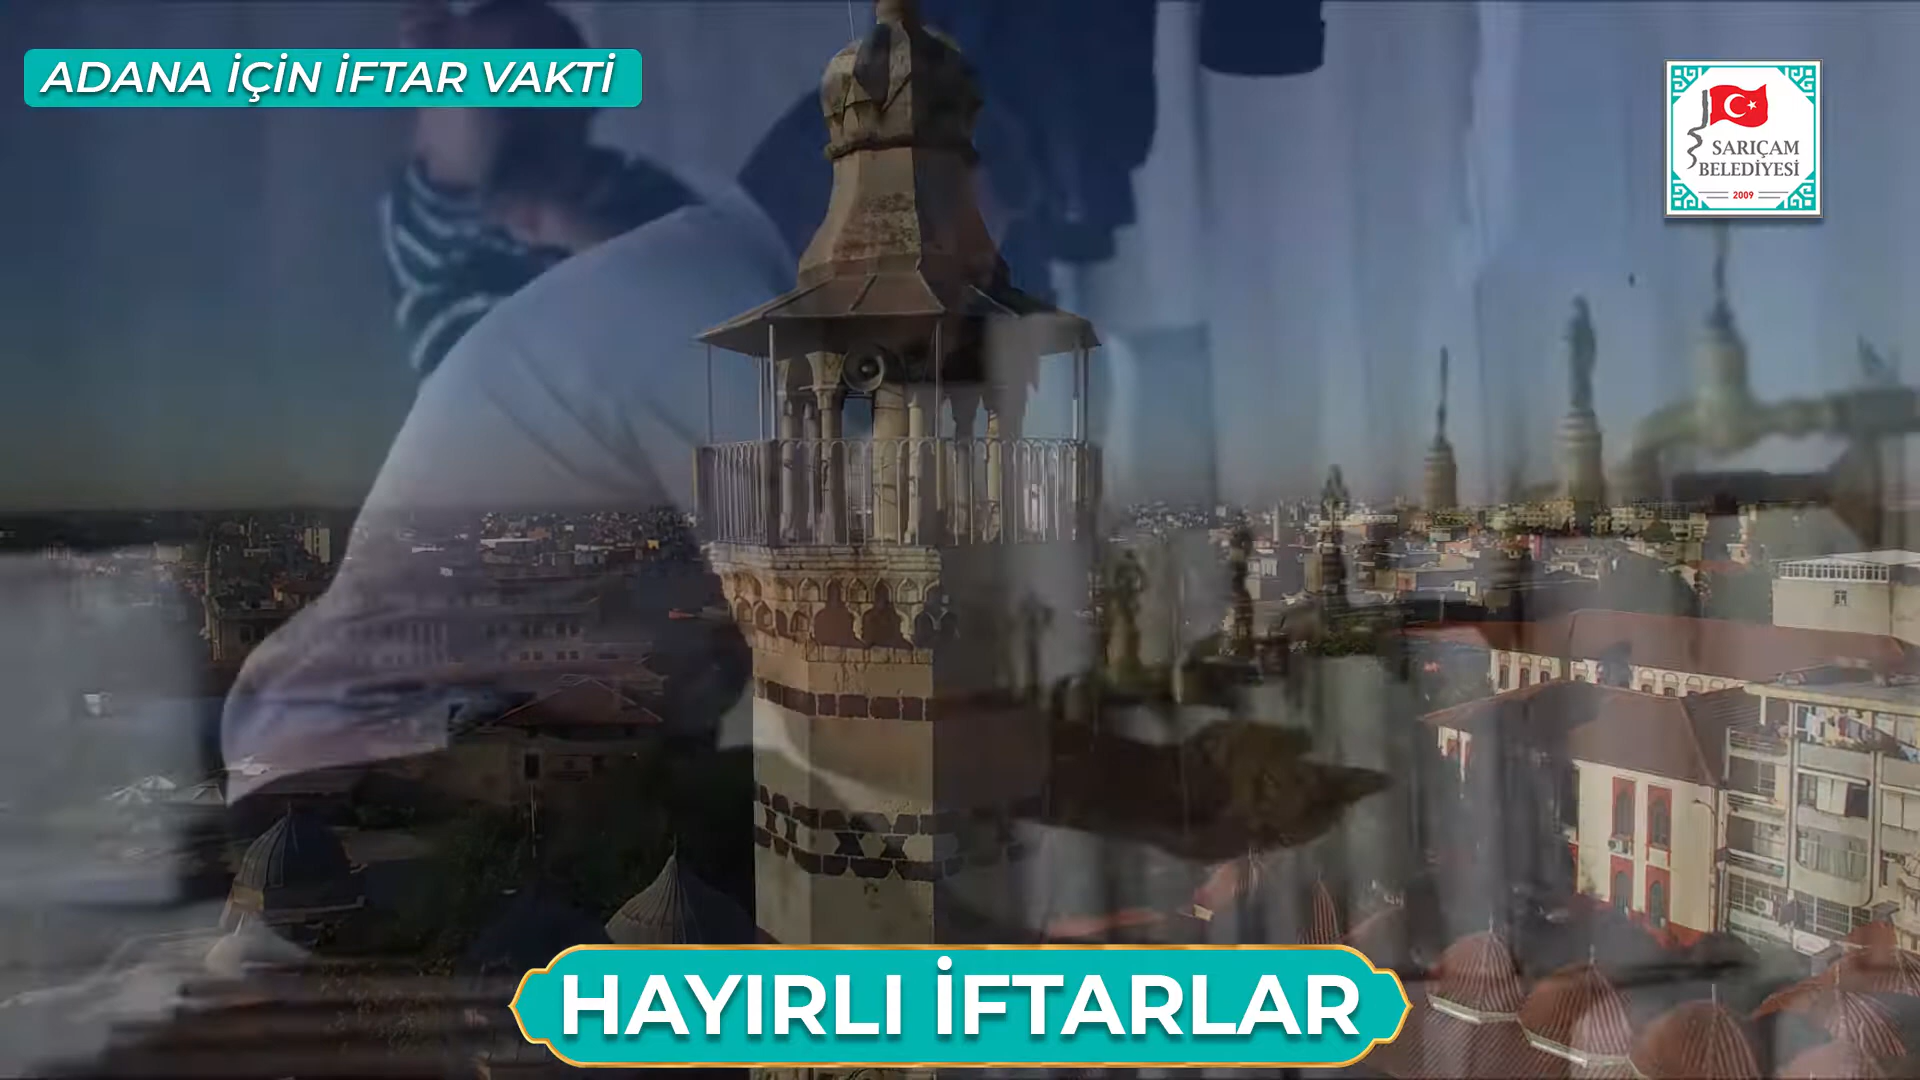 ADANA İÇİN İFTAR VAKTİ
SARIÇAM
BELEDİYESİ
2009
HAYIRLI İFTARLAR